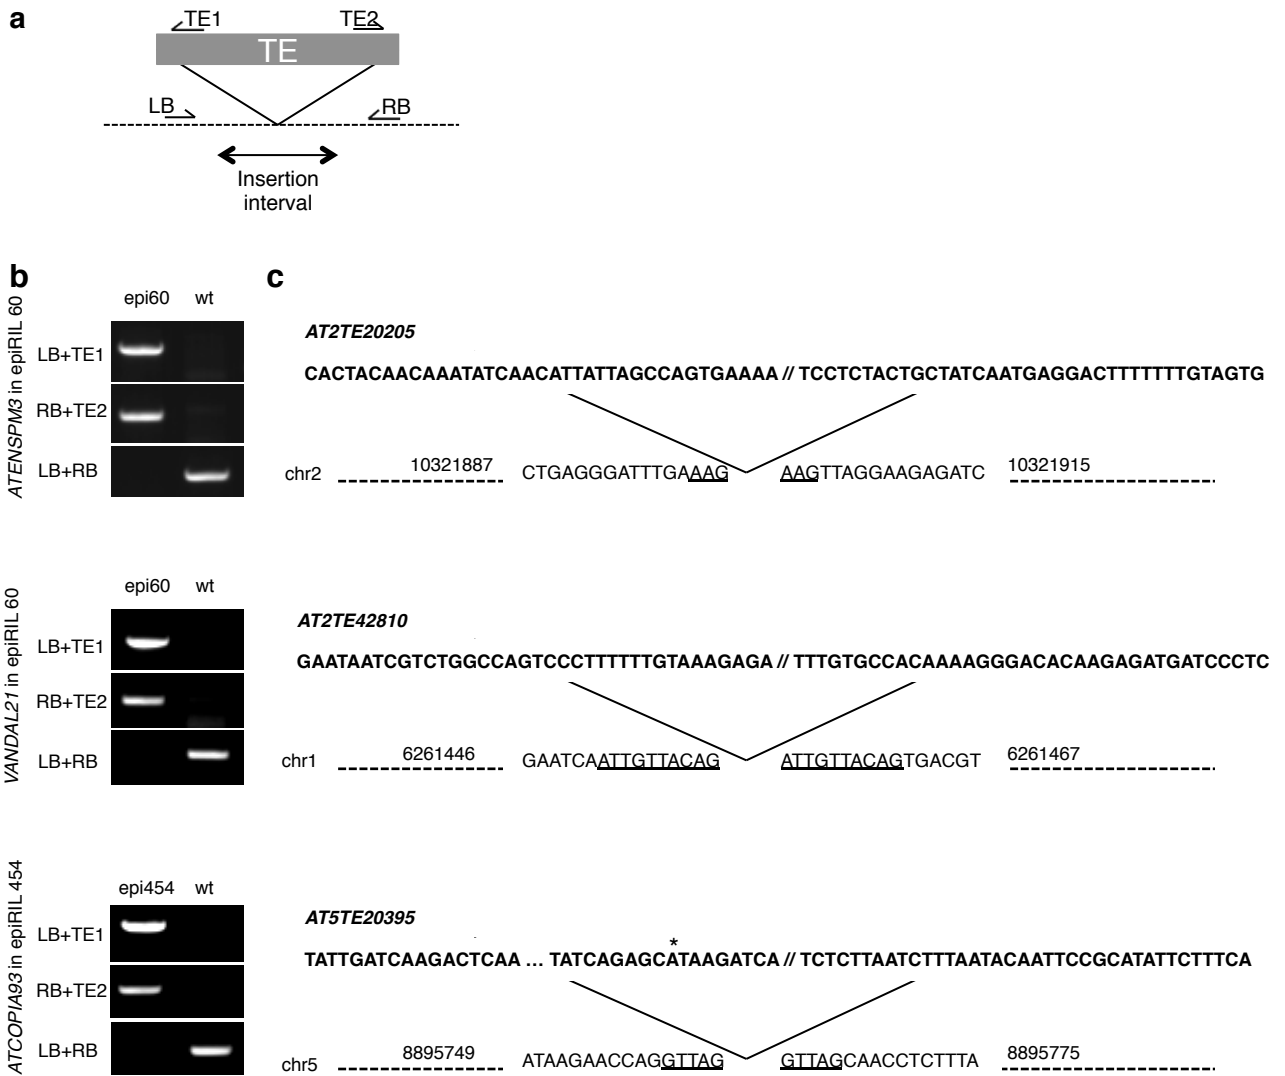 a
TE1
TE2
TE
LB
RB
Insertion
interval
b
ATENSPM3 in epiRIL 60
epi60 wt
LB+TE1
RB+TE2
LB+RB
VANDAL21 in epiRIL 60
epi60 wt
LB+TE1
RB+TE2
LB+RB
ATCOPIA93 in epiRIL 454
epi454 wt
LB+TE1
RB+TE2
LB+RB
c
AT2TE20205
CACTACAACAAATATCAACATTATTAGCCAGTGAAAA // TCCTCTACTGCTATCAATGAGGACTTTTTTTGTAGTG
chr2 10321887 CTGAGGGATTTGAAAG AAGTTAGGAAGAGATC 10321915
AT2TE42810
GAATAATCGTCTGGCCAGTCCCTTTTTTGTAAAGAGA // TTTGTGCCACAAAAGGGACACAAGAGATGATCCCTC
chr1 6261446 GAATCAATTGTTACAG ATTGTTACAGTGACGT 6261467
AT5TE20395
*
TATTGATCAAGACTCAA ... TATCAGAGCATAAGATCA // TCTCTTAATCTTTAATACAATTCCGCATATTCTTTCA
chr5 8895749 ATAAGAACCAGGTTAG GTTAGCAACCTCTTTA 8895775